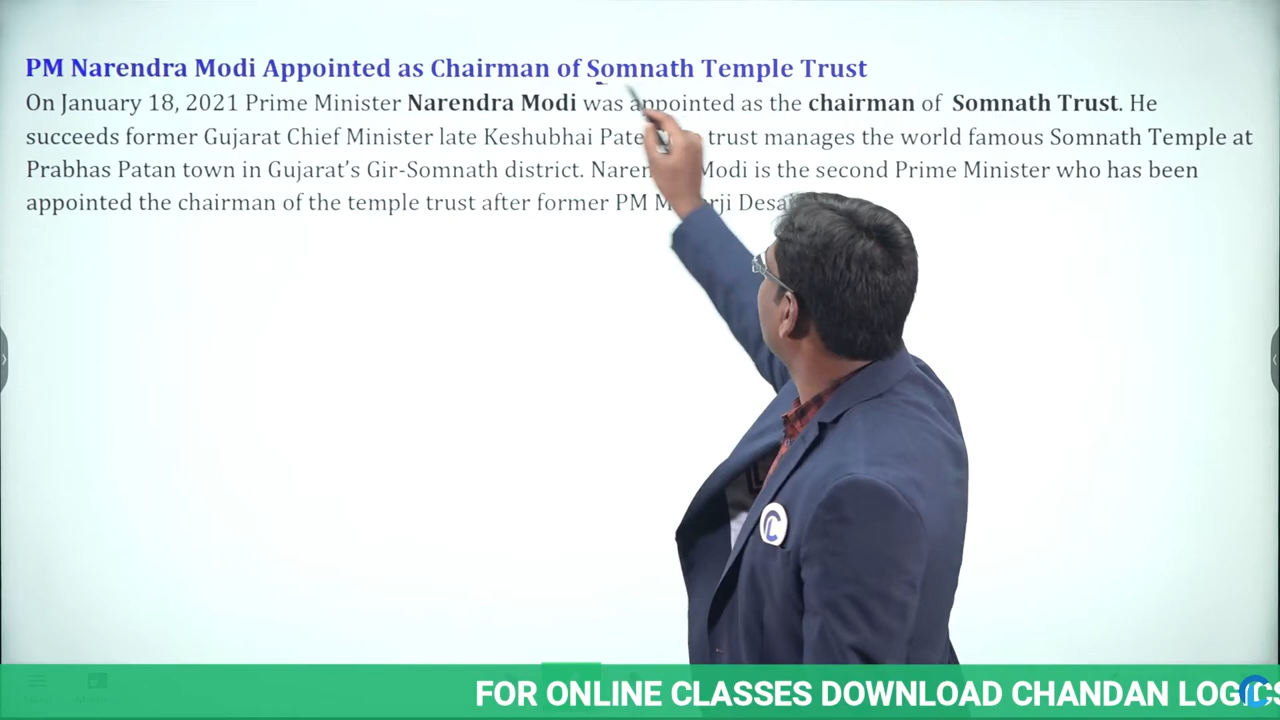 PM Narendra Modi Appointed as Chairman of Somnath Temple Trust
On January 18, 2021 Prime Minister Narendra Modi was appointed as the chairman of Somnath Trust. He
succeeds former Gujarat Chief Minister late Keshubhai trust manages the world famous Somnath Temple at
Prabhas Patan town in Gujarat's Gir-Somnath district. Modi is the second Prime Minister who has been
appointed the chairman of the temple trust after former PM
FOR ONLINE CLASSES DOWNLOAD CHANDAN